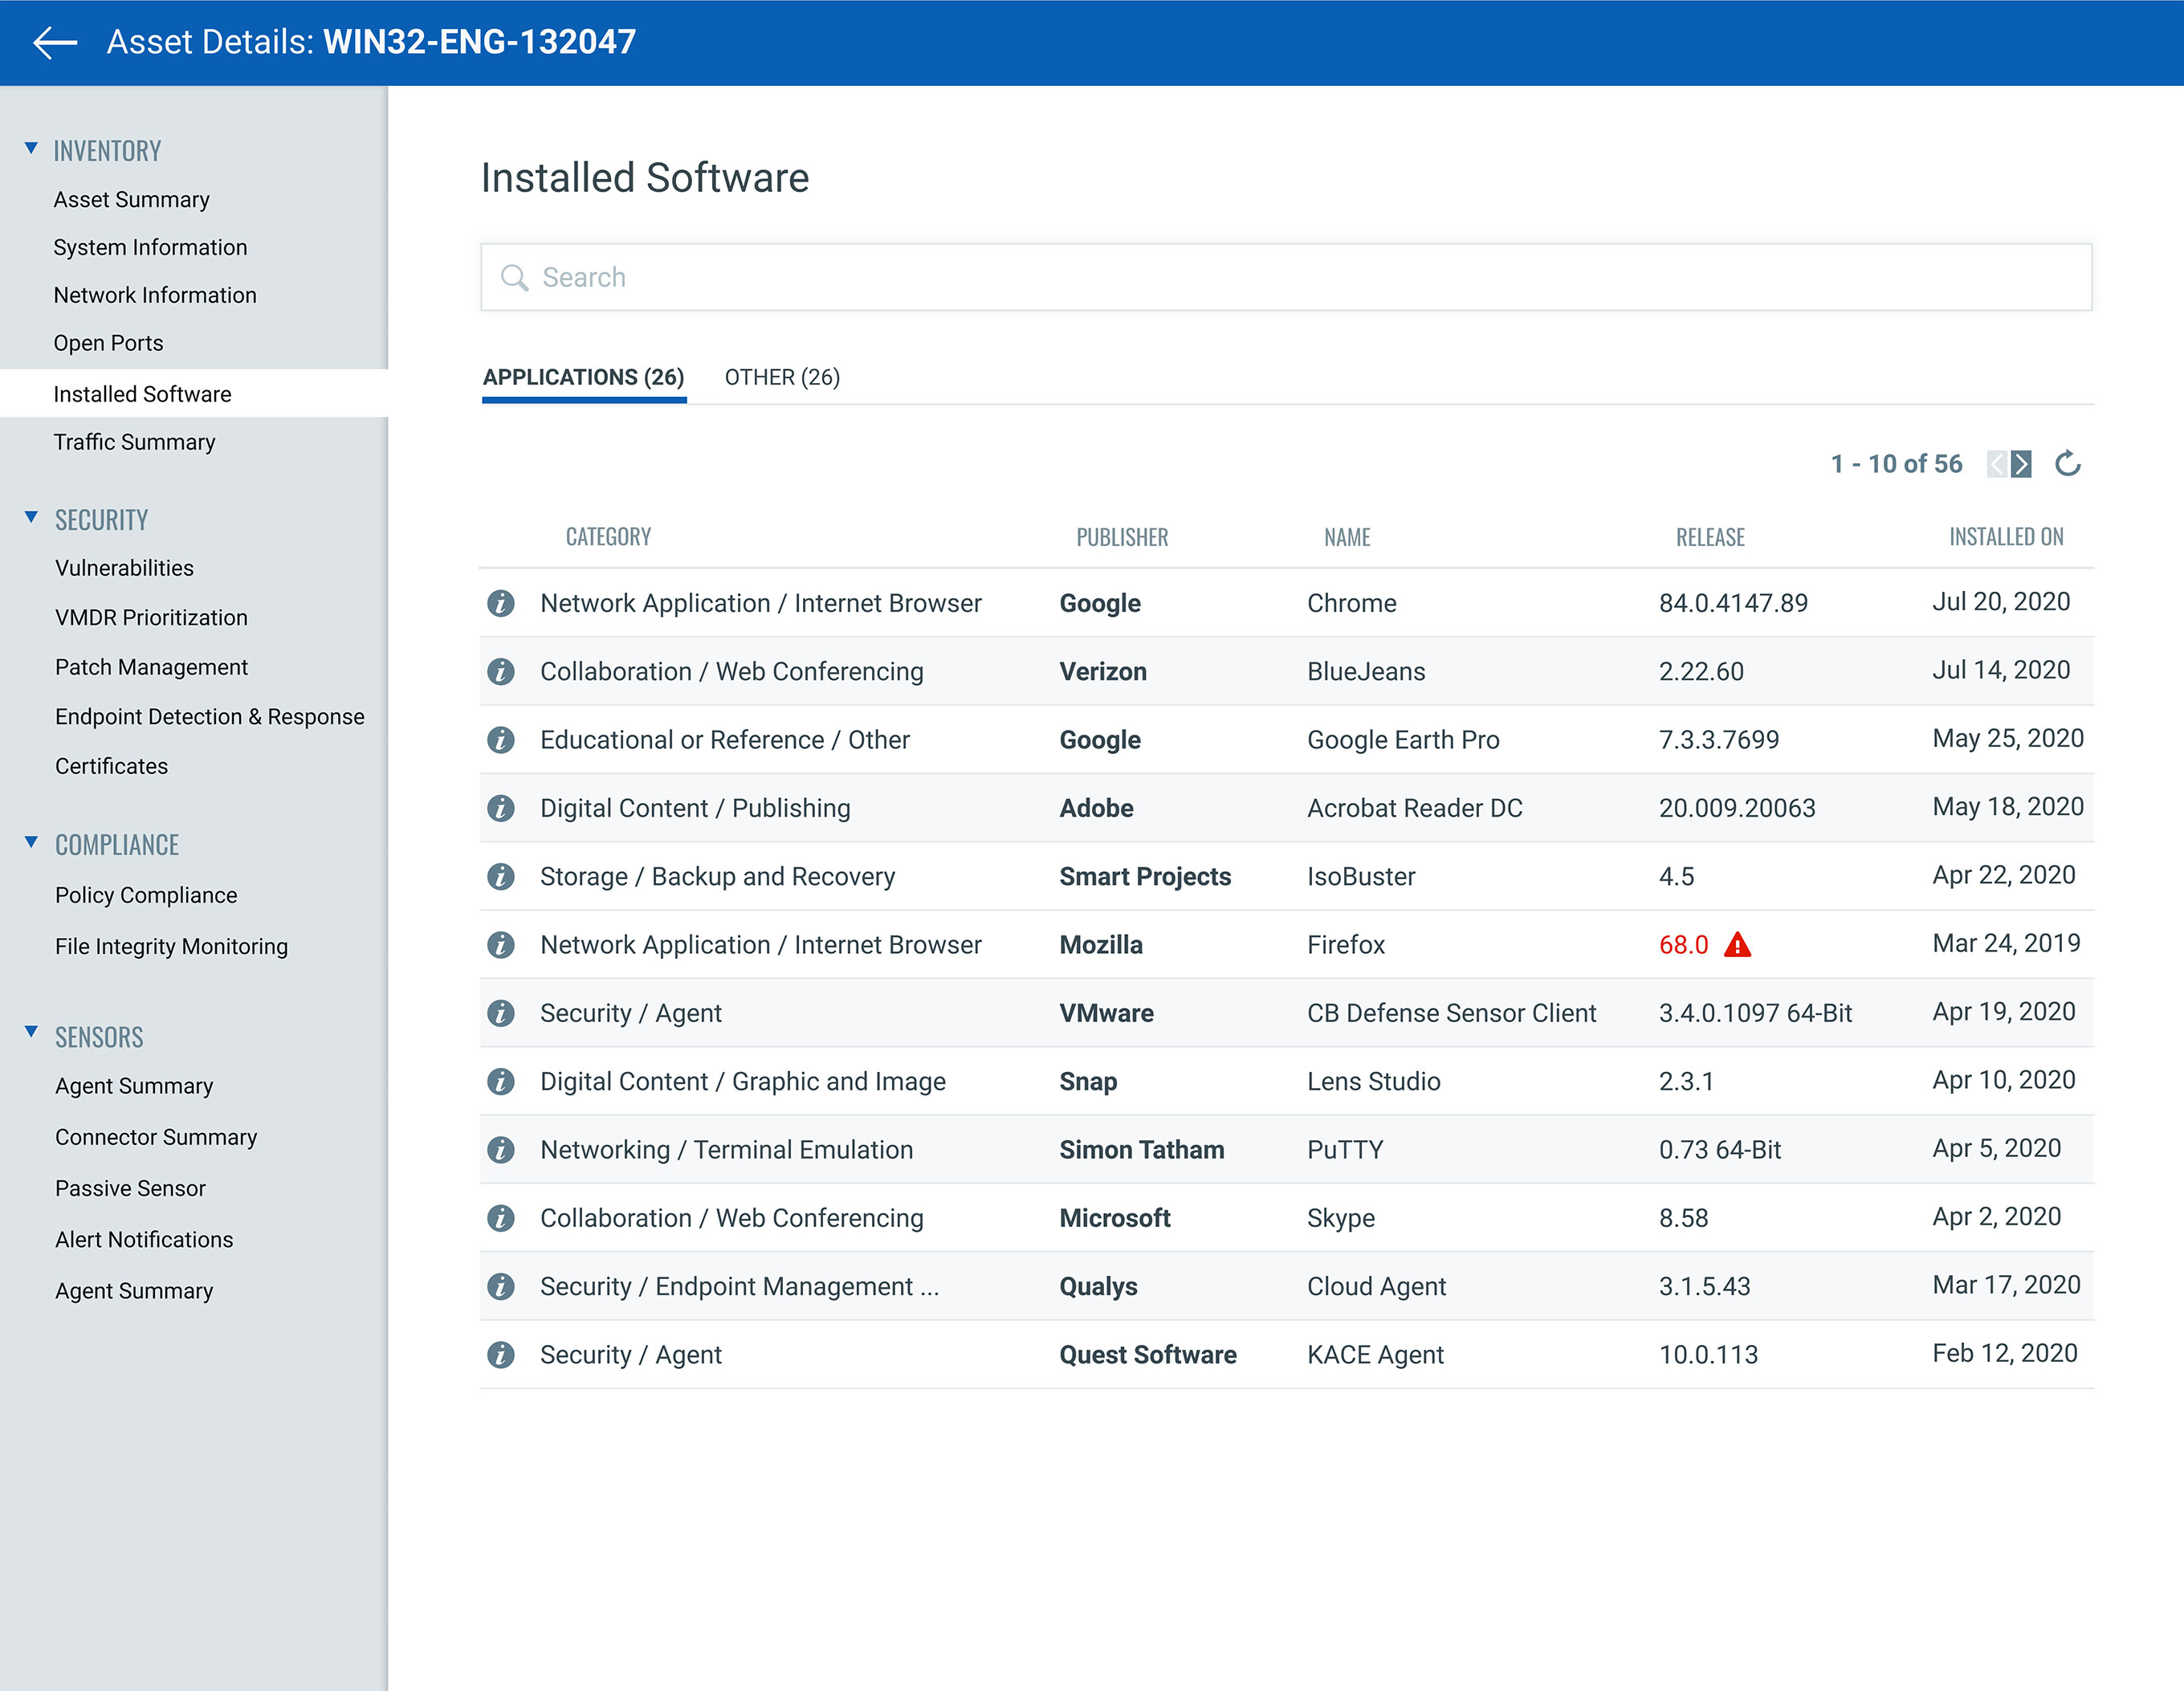 Asset Details: WIN32-ENG-132047
INVENTORY
Asset Summary
System Information
Network Information
Open Ports
Installed Software
Traffic Summary
SECURITY
Vulnerabilities
VMDR Prioritization
Patch Management
Endpoint Detection & Response
Certificates
COMPLIANCE
Policy Compliance
File Integrity Monitoring
SENSORS
Agent Summary
Connector Summary
Passive Sensor
Alert Notifications
Agent Summary
Installed Software
Search
APPLICATIONS (26) OTHER (26)
1 - 10 of 56
CATEGORY PUBLISHER NAME RELEASE INSTALLED ON
Network Application / Internet Browser Google Chrome 84.0.4147.89 Jul 20, 2020
Collaboration / Web Conferencing Verizon BlueJeans 2.22.60 Jul 14, 2020
Educational or Reference / Other Google Google Earth Pro 7.3.3.7699 May 25, 2020
Digital Content / Publishing Adobe Acrobat Reader DC 20.009.20063 May 18, 2020
Storage / Backup and Recovery Smart Projects IsoBuster 4.5 Apr 22, 2020
Network Application / Internet Browser Mozilla Firefox 68.0 Mar 24, 2019
Security / Agent VMware CB Defense Sensor Client 3.4.0.1097 64-Bit Apr 19, 2020
Digital Content / Graphic and Image Snap Lens Studio 2.3.1 Apr 10, 2020
Networking / Terminal Emulation Simon Tatham PuTTY 0.73 64-Bit Apr 5, 2020
Collaboration / Web Conferencing Microsoft Skype 8.58 Apr 2, 2020
Security / Endpoint Management ... Qualys Cloud Agent 3.1.5.43 Mar 17, 2020
Security / Agent Quest Software KACE Agent 10.0.113 Feb 12, 2020